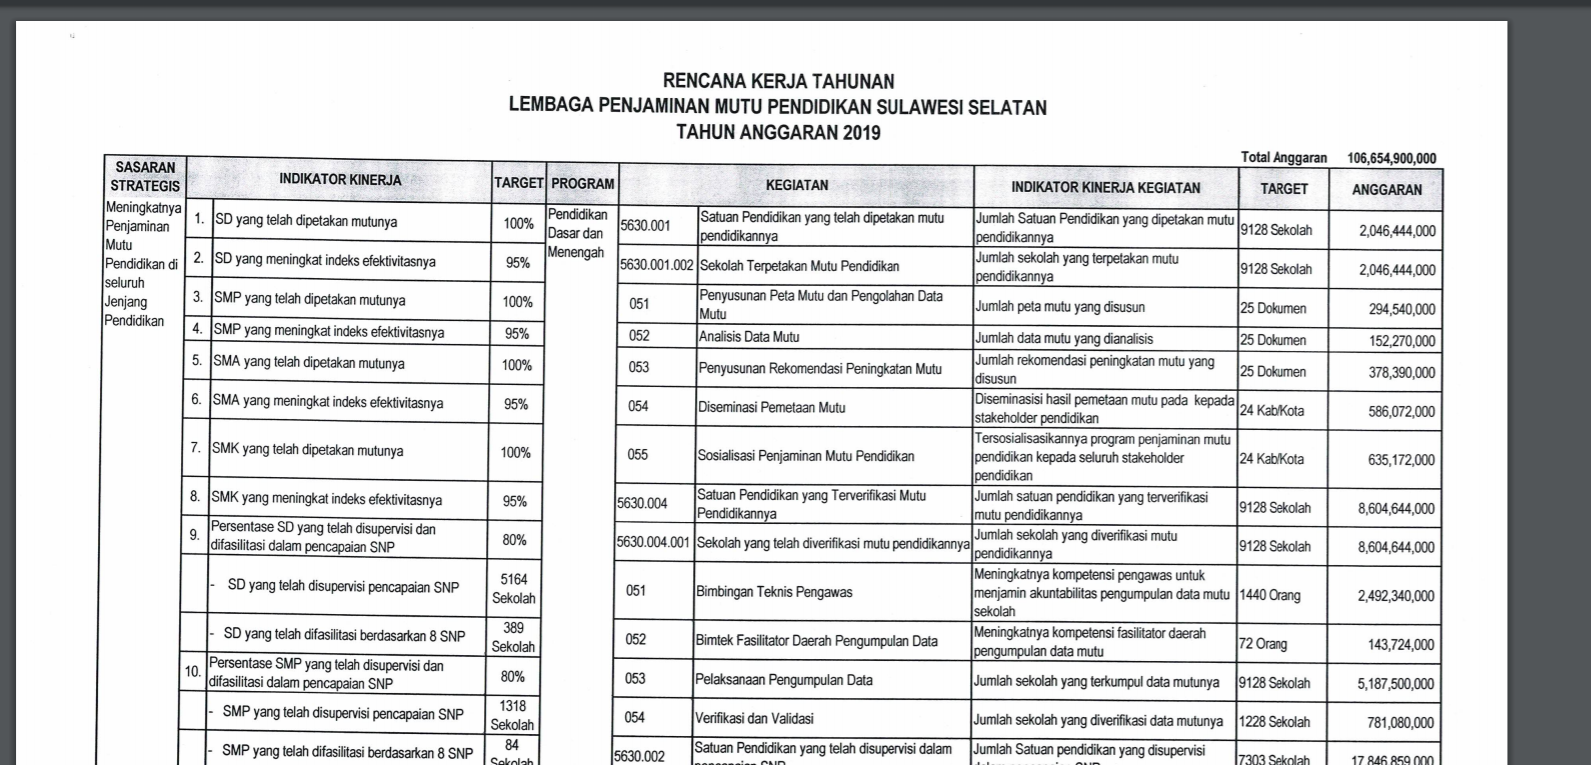 RENCANA KERJA TAHUNAN
LEMBAGA PENJAMINAN MUTU PENDIDIKAN SULAWESI SELATAN
TAHUN ANGGARAN 2019
Total Anggaran 106,654,900,000
SASARAN
STRATEGIS
INDIKATOR KINERJA
TARGET
PROGRAM
KEGIATAN
INDIKATOR KINERJA KEGIATAN
TARGET
ANGGARAN
Meningkatnya
Penjaminan
Mutu
Pendidikan di
seluruh
Jenjang
Pendidikan
1. SD yang telah dipetakan mutunya 100%
2. SD yang meningkat indeks efektivitasnya 95%
3. SMP yang telah dipetakan mutunya 100%
4. SMP yang meningkat indeks efektivitasnya 95%
5. SMA yang telah dipetakan mutunya 100%
6. SMA yang meningkat indeks efektivitasnya 95%
7. SMK yang telah dipetakan mutunya 100%
8. SMK yang meningkat indeks efektivitasnya 95%
9. Persentase SD yang telah disupervisi dan
difasilitasi dalam pencapaian SNP
80%
- SD yang telah disupervisi pencapaian SNP
5164
Sekolah
- SD yang telah difasilitasi berdasarkan 8 SNP
389
Sekolah
10. Persentase SMP yang telah disupervisi dan
difasilitasi dalam pencapaian SNP
80%
- SMP yang telah disupervisi pencapaian SNP
1318
Sekolah
- SMP yang telah difasilitasi berdasarkan 8 SNP
84
Sekolah
Pendidikan
Dasar dan
Menengah
5630.001
Satuan Pendidikan yang telah dipetakan mutu
pendidikannya
Jumlah Satuan Pendidikan yang dipetakan mutu
pendidikannya
9128 Sekolah
2,046,444,000
5630.001.002
Sekolah Terpetakan Mutu Pendidikan
Jumlah sekolah yang terpetakan mutu
pendidikannya
9128 Sekolah
2,046,444,000
051
Penyusunan Peta Mutu dan Pengolahan Data
Mutu
Jumlah peta mutu yang disusun
25 Dokumen
294,540,000
052
Analisis Data Mutu
Jumlah data mutu yang dianalisis
25 Dokumen
152,270,000
053
Penyusunan Rekomendasi Peningkatan Mutu
Jumlah rekomendasi peningkatan mutu yang
disusun
25 Dokumen
378,390,000
054
Diseminasi Pemetaan Mutu
Diseminasisi hasil pemetaan mutu pada kepada
stakeholder pendidikan
24 Kab/Kota
586,072,000
055
Sosialisasi Penjaminan Mutu Pendidikan
Tersosialisasikannya program penjaminan mutu
pendidikan kepada seluruh stakeholder
pendidikan
24 Kab/Kota
635,172,000
5630.004
Satuan Pendidikan yang Terverifikasi Mutu
Pendidikannya
Jumlah satuan pendidikan yang terverifikasi
mutu pendidikannya
9128 Sekolah
8,604,644,000
5630.004.001
Sekolah yang telah diverifikasi mutu pendidikannya
Jumlah sekolah yang diverifikasi mutu
pendidikannya
9128 Sekolah
8,604,644,000
051
Bimbingan Teknis Pengawas
Meningkatnya kompetensi pengawas untuk
menjamin akuntabilitas pengumpulan data mutu
sekolah
1440 Orang
2,492,340,000
052
Bimtek Fasilitator Daerah Pengumpulan Data
Meningkatnya kompetensi fasilitator daerah
pengumpulan data mutu
72 Orang
143,724,000
053
Pelaksanaan Pengumpulan Data
Jumlah sekolah yang terkumpul data mutunya
9128 Sekolah
5,187,500,000
054
Verifikasi dan Validasi
Jumlah sekolah yang diverifikasi data mutunya
1228 Sekolah
781,080,000
5630.002
Satuan Pendidikan yang telah disupervisi dalam
Jumlah Satuan pendidikan yang disupervisi
7303 Sekolah
17,846,859,000